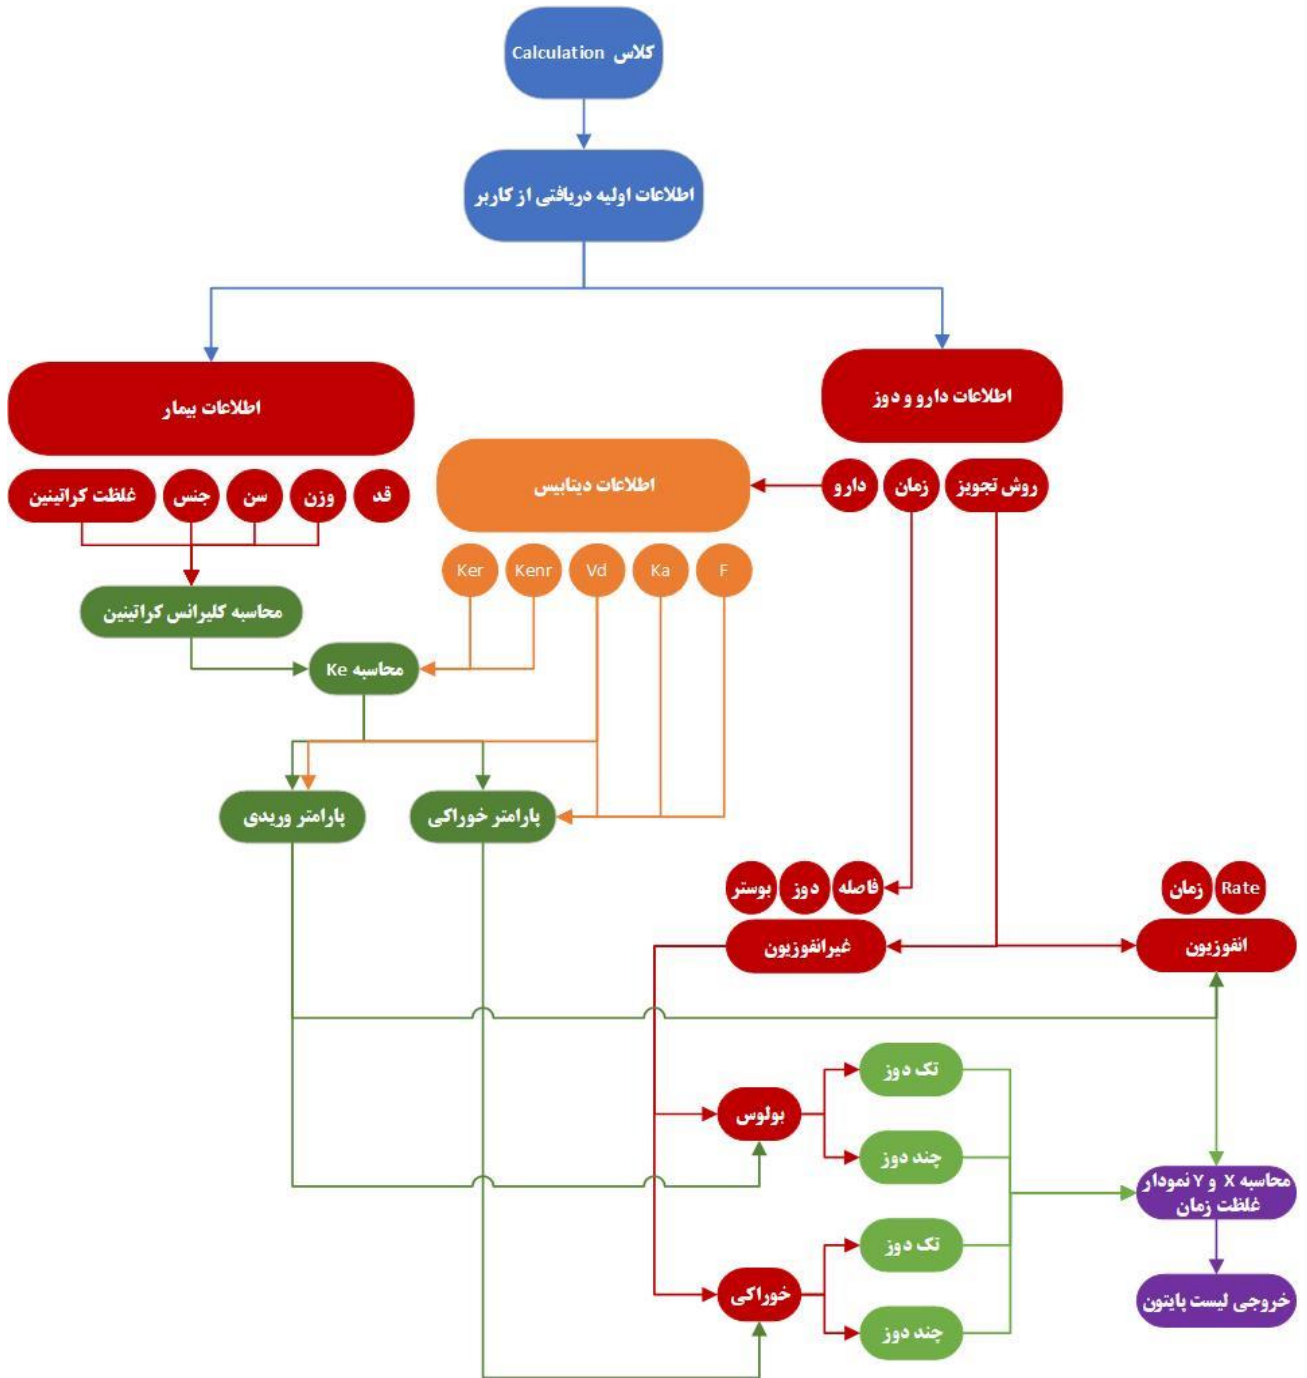 کلاس Calculation
اطلاعات اولیه دریافتی از کاربر
اطلاعات دارو و دوز
اطلاعات بیمار
روش تجویز
زمان
دارو
اطلاعات دیتابیس
قد
وزن
سن
جنس
غلظت کراتینین
Ker
Kenr
Vd
Ka
F
محاسبه کلیرانس کراتینین
محاسبه Ke
پارامتر خوراکی
پارامتر وریدی
Rate
زمان
فاصله
دوز
بوستر
انفوزیون
غیرانفوزیون
تک دوز
بولوس
چند دوز
محاسبه X و Y نمودار
غلظت زمان
تک دوز
خوراکی
چند دوز
خروجی لیست پایتون